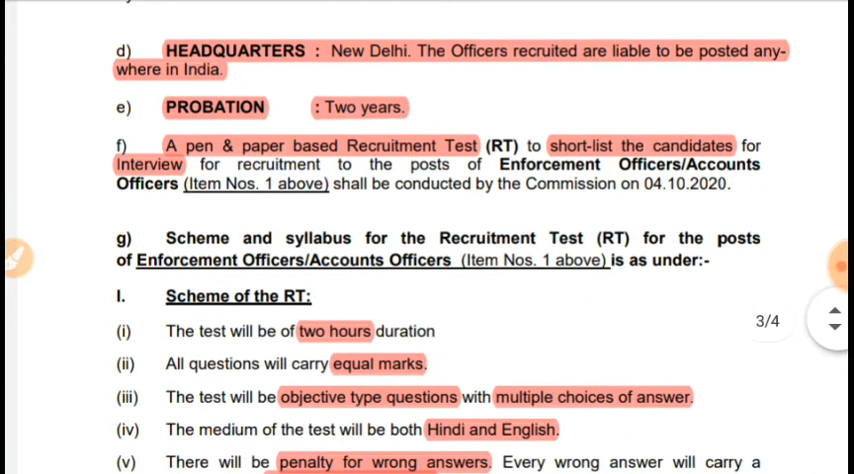 d) HEADQUARTERS : New Delhi. The Officers recruited are liable to be posted any-
where in India.
e) PROBATION : Two years.
f) A pen & paper based Recruitment Test (RT) to short-list the candidates for
Interview for recruitment to the posts of Enforcement Officers/Accounts
Officers (Item Nos. 1 above) shall be conducted by the Commission on 04.10.2020.
g) Scheme and syllabus for the Recruitment Test (RT) for the posts
of Enforcement Officers/Accounts Officers (Item Nos. 1 above) is as under:-
I. Scheme of the RT:
(i) The test will be of two hours duration
3/4
(ii) All questions will carry equal marks.
(iii) The test will be objective type questions with multiple choices of answer.
(iv) The medium of the test will be both Hindi and English.
(v) There will be penalty for wrong answers. Every wrong answer will carry a